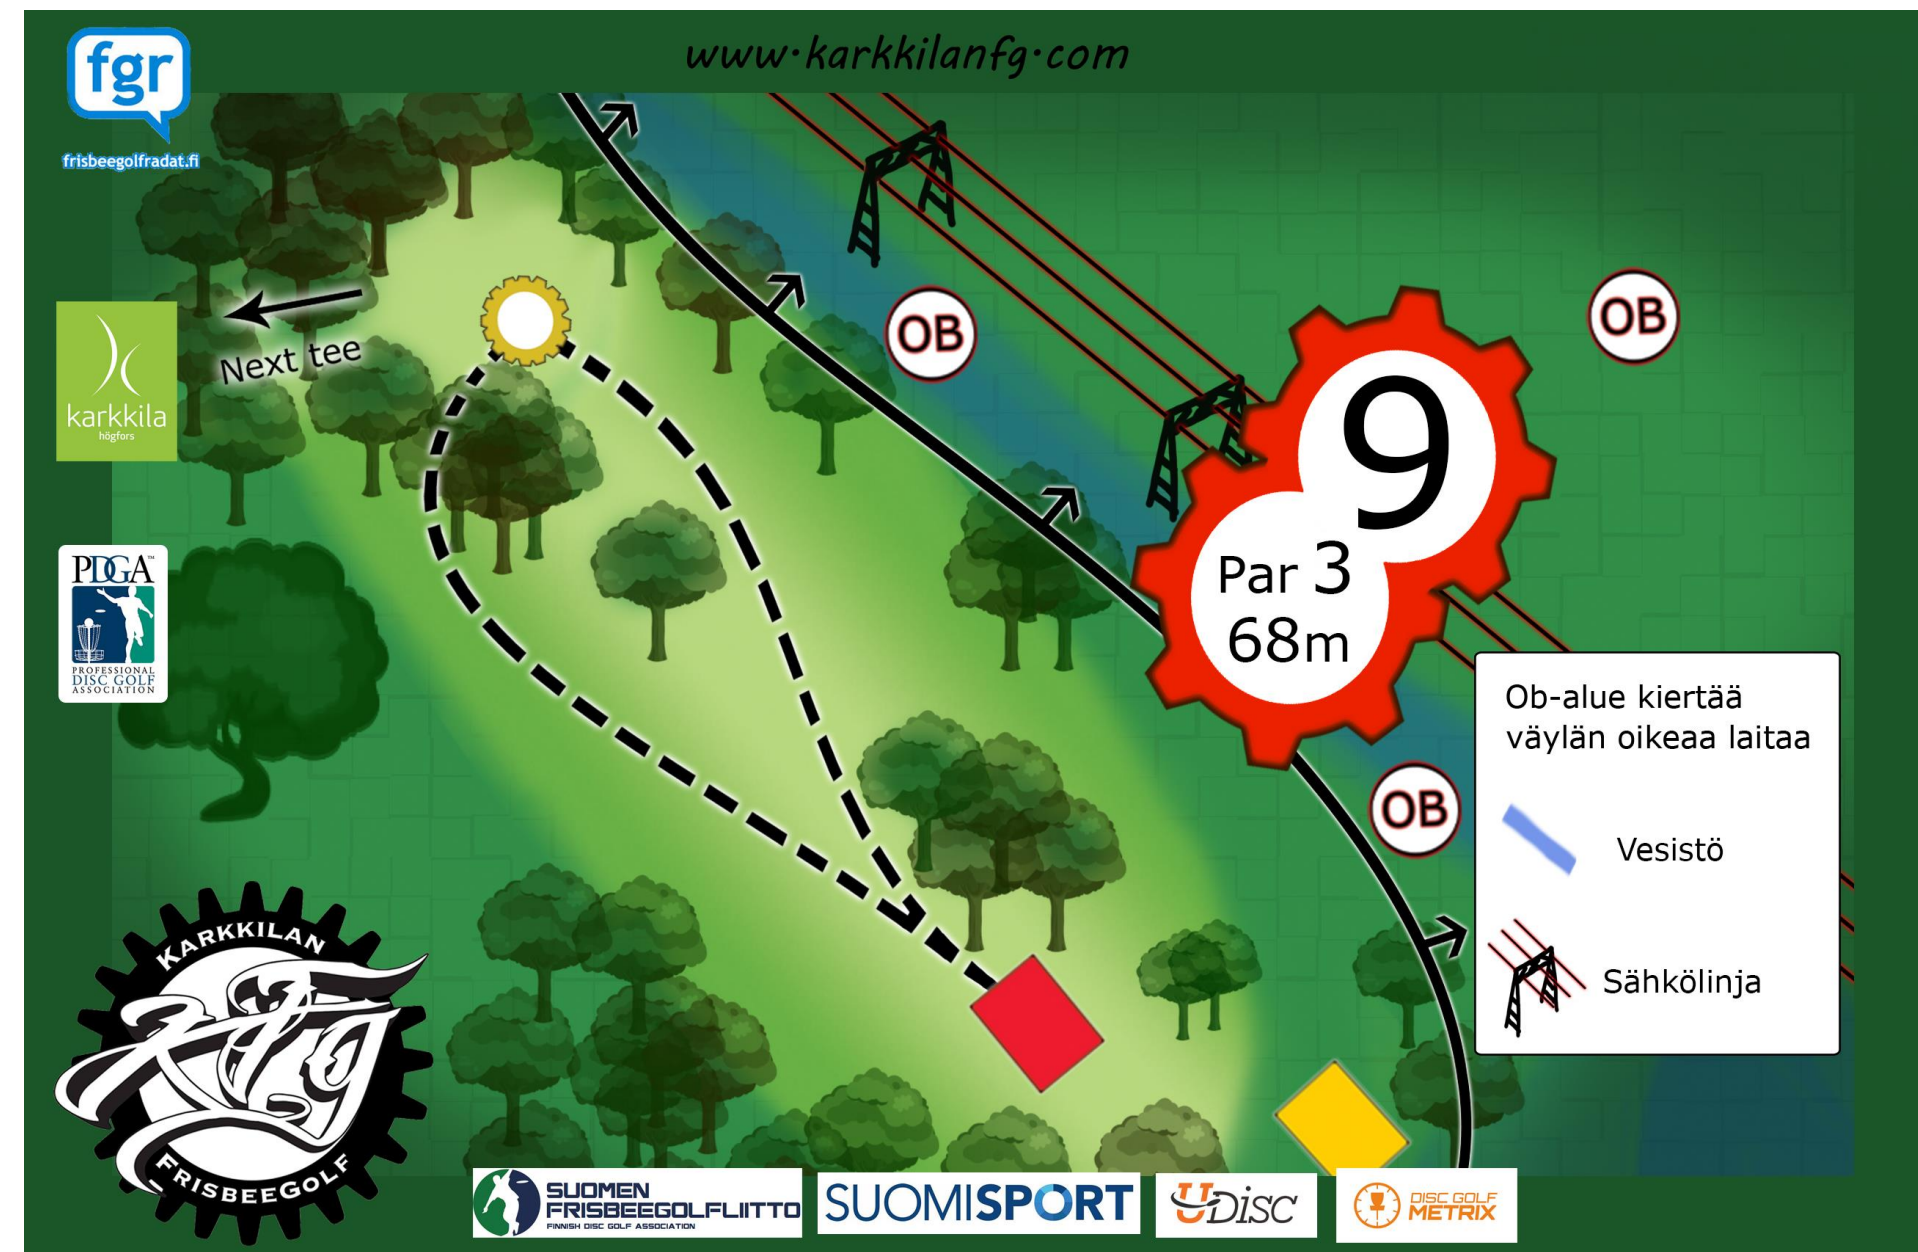 www.karkkilanfg.com
fgr
frisbeegolfradat.fi
OB
OB
Next tee
karkkila
högfors
9
Par 3
68m
PDGA™
PROFESSIONAL
DISC GOLF
ASSOCIATION
Ob-alue kiertää
väylän oikeaa laitaa
OB
Vesistö
Sähkölinja
KARKKILAN
Kfg
FRISBEEGOLF
SUOMEN
FRISBEEGOLFLIITTO
FINNISH DISC GOLF ASSOCIATION
SUOMISPORT
UDisc
DISC GOLF
METRIX